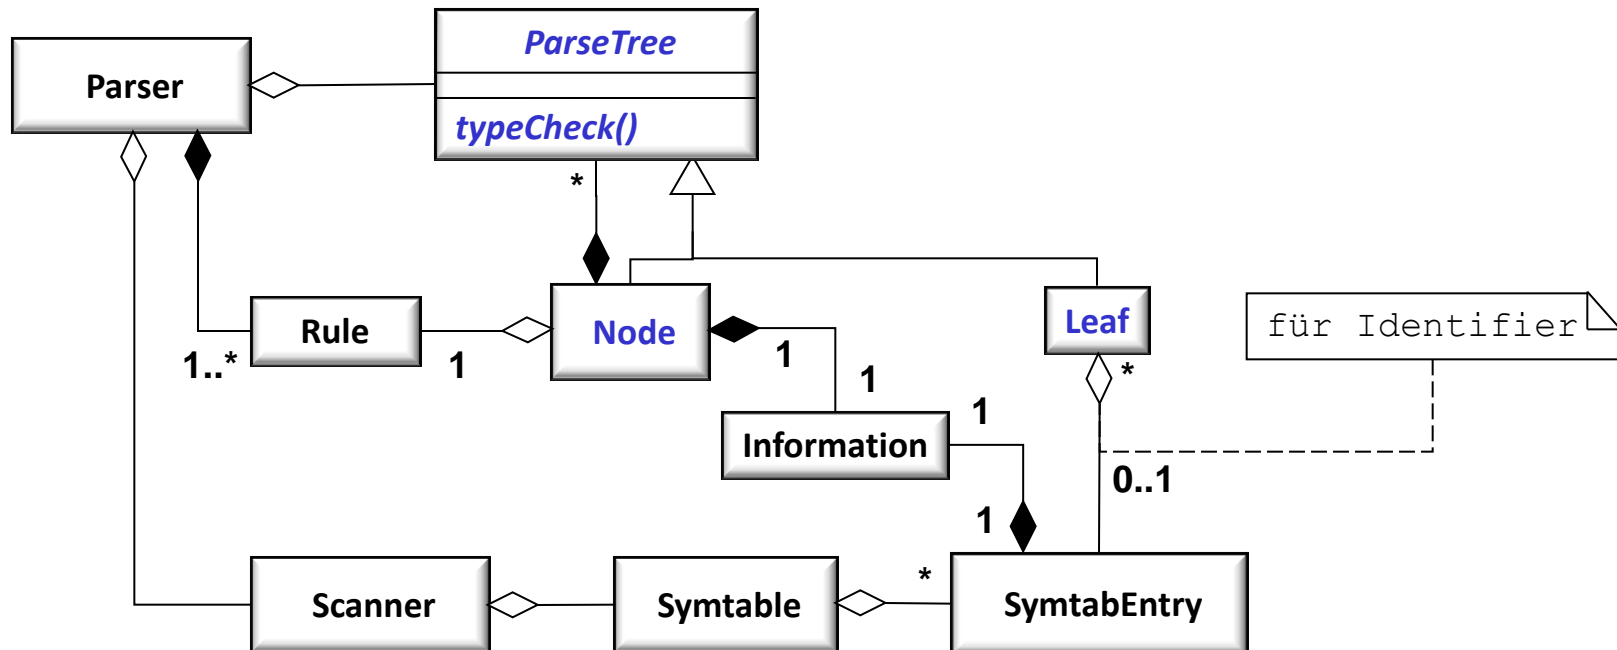 ParseTree
Parser
typeCheck()
*
Rule
Node
Leaf
für Identifier
1..*
1
1
*
1
1
Information
0..1
1
*
Scanner
Symtable
SymtabEntry